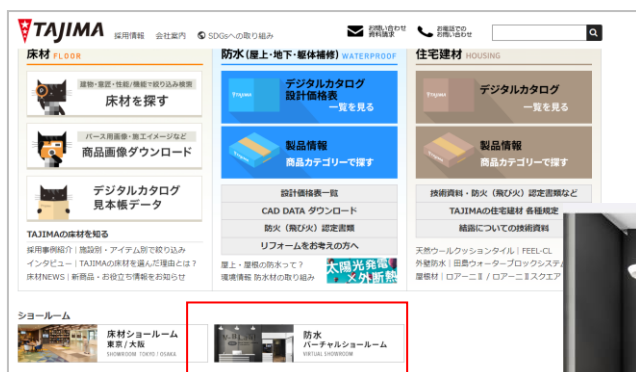 TAJIMA
採用情報 会社案内 SDGsへの取り組み
お問い合わせ
資料請求
お電話での
お問い合わせ
床材 FLOOR
建物・意匠・性能/機能で絞り込み検索
床材を探す
パース用画像・施工イメージなど
商品画像ダウンロード
デジタルカタログ
見本帳データ
TAJIMAの床材を知る
採用事例紹介｜施設別・アイテム別で絞り込み
インタビュー｜TAJIMAの床材を選んだ理由とは？
床材NEWS｜新商品・お役立ち情報をお知らせ
防水(屋上・地下・躯体補修) WATERPROOF
デジタルカタログ
設計価格表
一覧を見る
製品情報
商品カテゴリーで探す
設計価格表一覧
CAD DATA ダウンロード
防火（飛び火）認定書類
リフォームをお考えの方へ
屋上・屋根の防水って？
環境情報 防水材の取り組み
太陽光発電
×外断熱
住宅建材 HOUSING
デジタルカタログ
一覧を見る
製品情報
商品カテゴリーで探す
技術資料・防火（飛び火）認定書類など
TAJIMAの住宅建材 各種規定
結露についての技術資料
天然ウールクッションタイル｜FEEL-CL
外壁防水｜田島ウォーターブロックシステム
屋根材｜ロアーニⅡ / ロアーニⅡスクエア
ショールーム
床材ショールーム
東京/大阪
SHOWROOM TOKYO / OSAKA
防水
バーチャルショールーム
VIRTUAL SHOWROOM